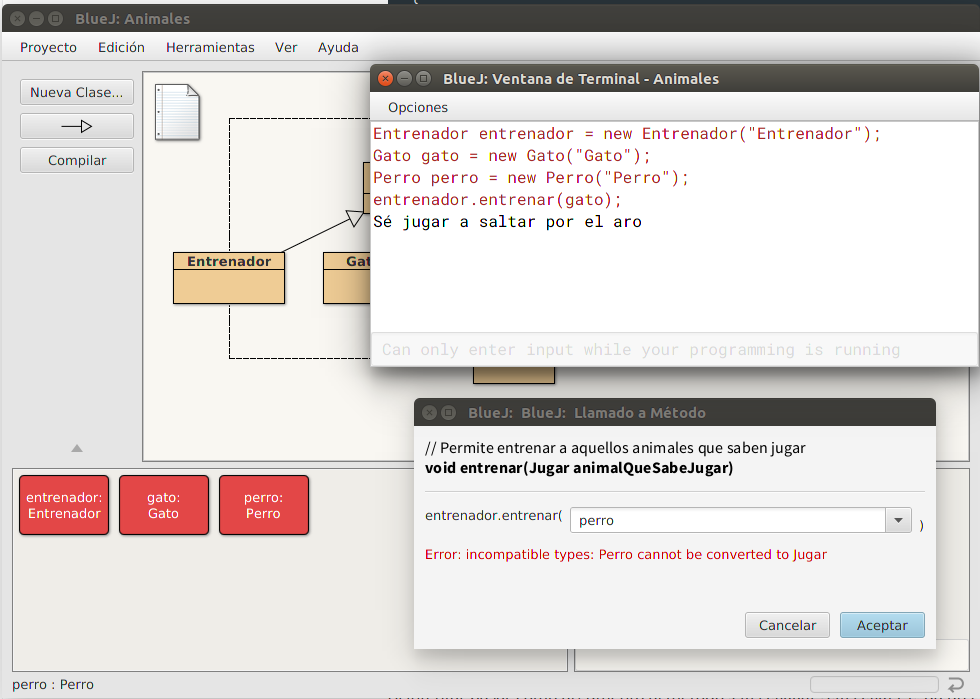 BlueJ: Animales
Proyecto Edición Herramientas Ver Ayuda
Nueva Clase...
Compilar
Entrenador
BlueJ: Ventana de Terminal - Animales
Opciones
Entrenador entrenador = new Entrenador("Entrenador");
Gato gato = new Gato("Gato");
Perro perro = new Perro("Perro");
entrenador.entrenar(gato);
Sé jugar a saltar por el aro
Can only enter input while your programming is running
BlueJ: BlueJ: Llamado a Método
// Permite entrenar a aquellos animales que saben jugar
void entrenar(Jugar animalQueSabeJugar)
entrenador.entrenar( perro )
Error: incompatible types: Perro cannot be converted to Jugar
Cancelar Aceptar
entrenador:
Entrenador
gato:
Gato
perro:
Perro
perro : Perro